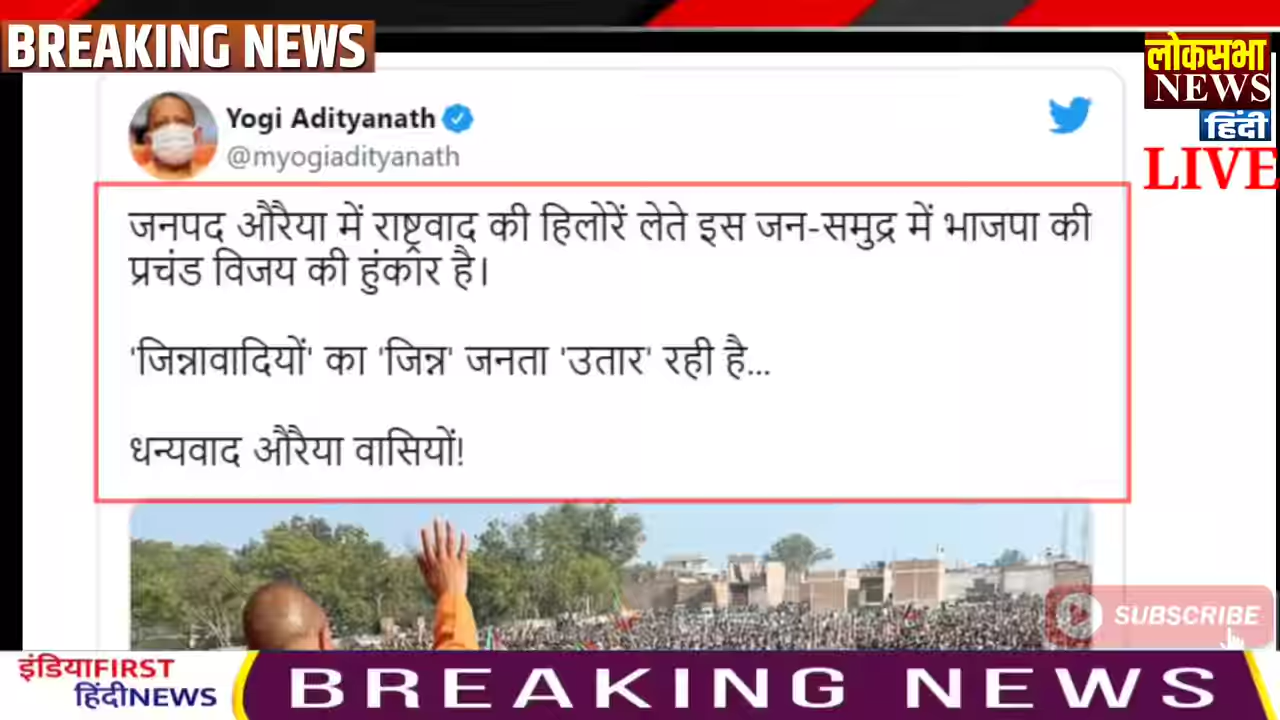 BREAKING NEWS
लोकसभा
NEWS
हिंदी
LIVE
Yogi Adityanath
@myogiadityanath
जनपद औरैया में राष्ट्रवाद की हिलोरें लेते इस जन-समुद्र में भाजपा की
प्रचंड विजय की हुंकार है।
'जिन्नावादियों' का 'जिन्न' जनता 'उतार' रही है...
धन्यवाद औरैया वासियों!
SUBSCRIBE
इंडियाFIRST
हिंदीNEWS
BREAKING NEWS